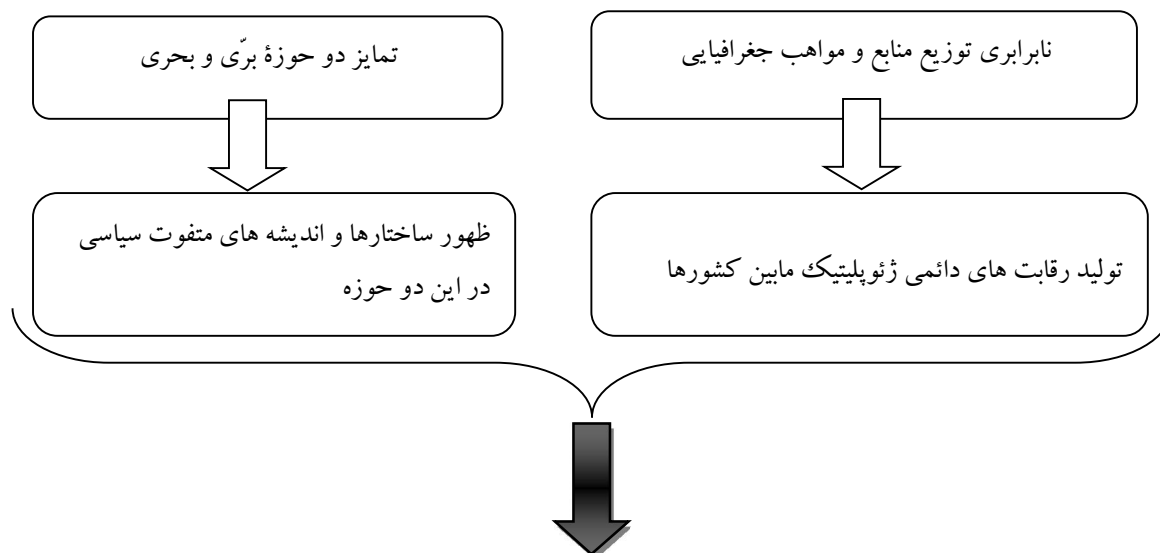 نابرابری توزیع منابع و مواهب جغرافیایی
تمایز دو حوزۀ برّی و بحری
تولید رقابت های دائمی ژئوپلیتیک مابین کشورها
ظهور ساختارها و اندیشه های متفوت سیاسی
در این دو حوزه